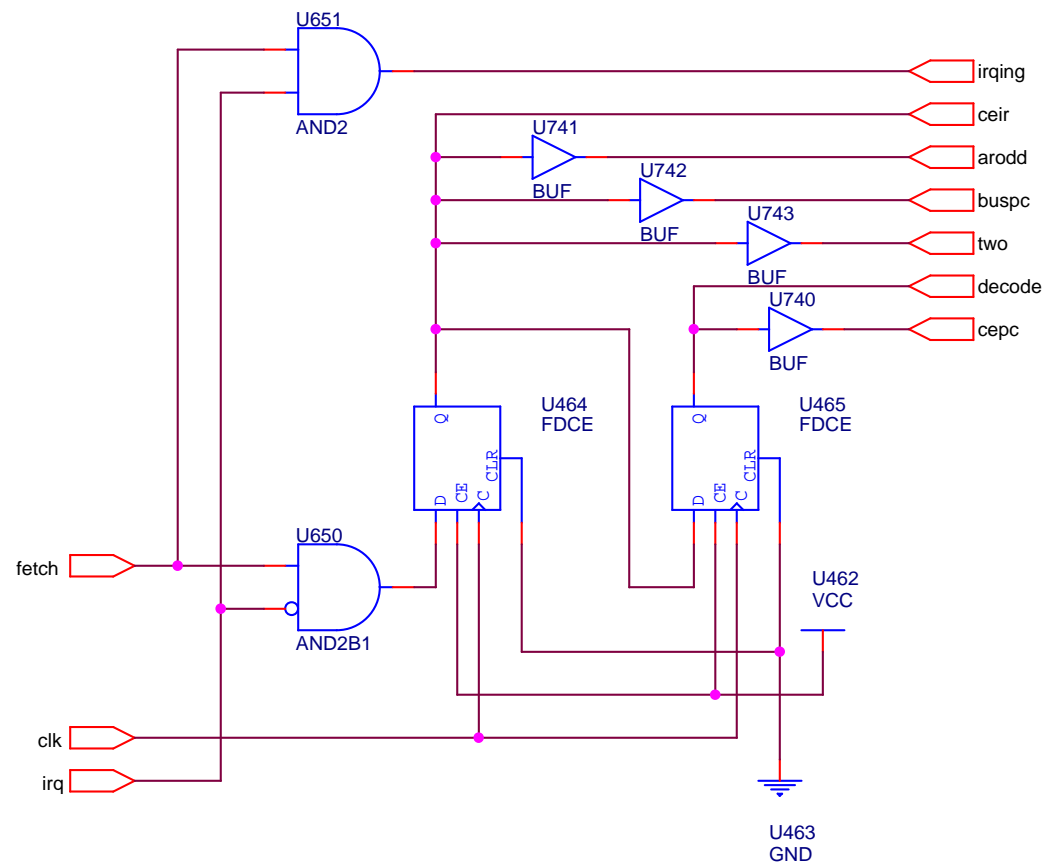 U651
AND2
irqing
ceir
U741
BUF
arodd
U742
BUF
buspc
U743
BUF
two
decode
U740
BUF
cepc
U464
FDCE
Q
CLR
D
CE
C
U465
FDCE
Q
CLR
D
CE
C
U650
AND2B1
fetch
U462
VCC
clk
irq
U463
GND